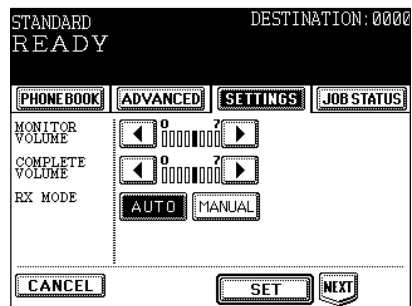 STANDARD DESTINATION:0000
READY
PHONE BOOK ADVANCED SETTINGS JOB STATUS
MONITOR VOLUME 0 7
COMPLETE VOLUME 0 7
RX MODE AUTO MANUAL
CANCEL SET NEXT